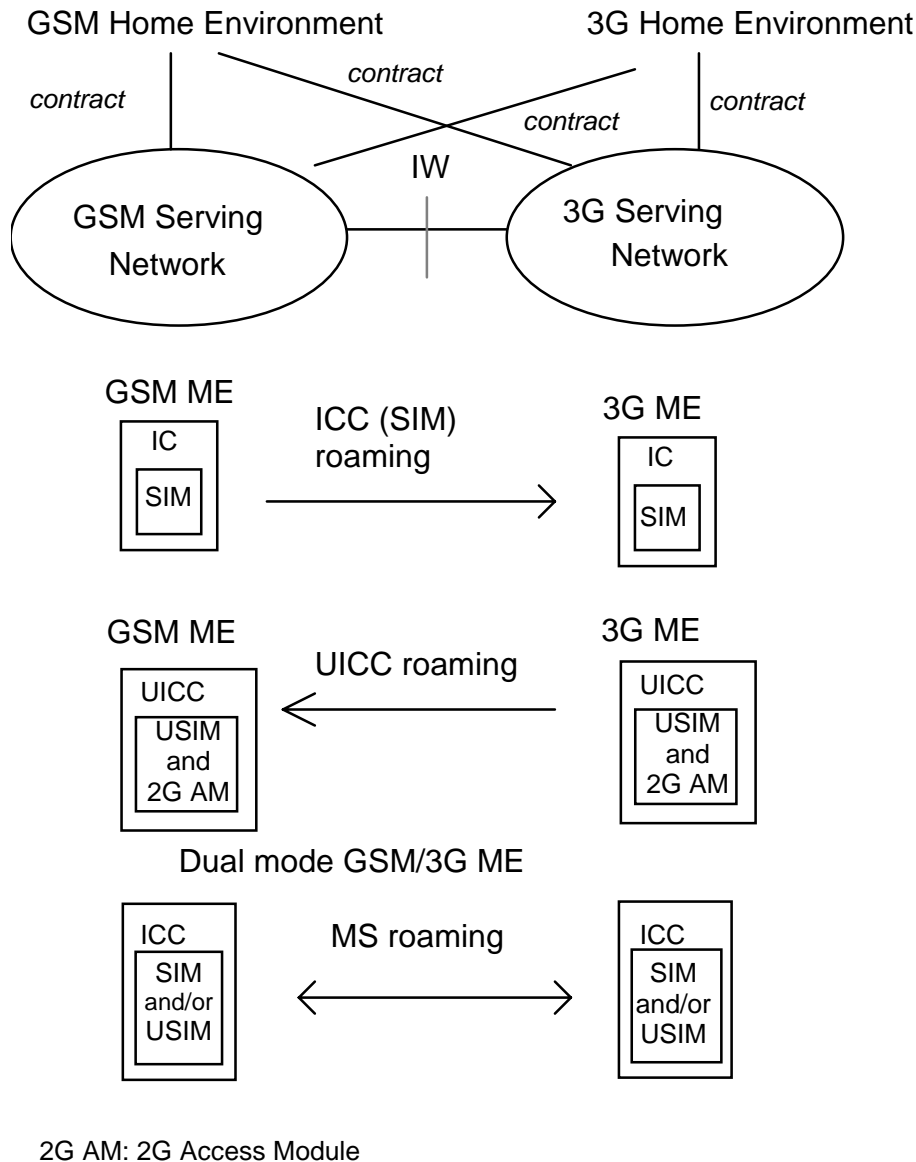 GSM Home Environment
3G Home Environment
contract
contract
contract
contract
IW
GSM Serving
Network
3G Serving
Network
GSM ME
IC
SIM
ICC (SIM)
roaming
3G ME
IC
SIM
GSM ME
UICC
USIM
and
2G AM
UICC roaming
3G ME
UICC
USIM
and
2G AM
Dual mode GSM/3G ME
ICC
SIM
and/or
USIM
MS roaming
ICC
SIM
and/or
USIM
2G AM: 2G Access Module